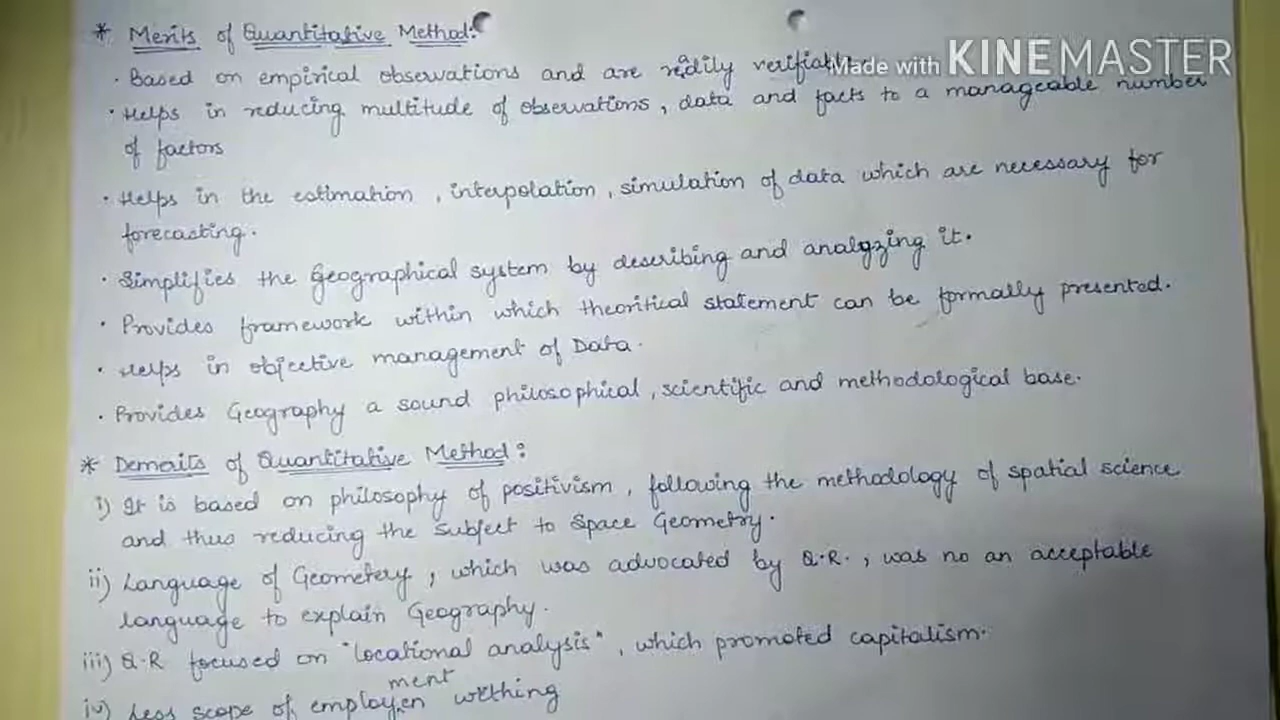 * Merits of Quantitative Method:
Made with KINEMASTER
· Based on empirical observations and are redily
· Helps in reducing multitude of observations, data and facts to a manageable number
of factors
· Helps in the estimation, interpolation, simulation of data which are necessary for
forecasting.
· Simplifies the Geographical system by describing and analyzing it.
· Provides framework within which theoritical statement can be formally presented.
· Helps in objective management of Data.
· Provides Geography a sound philosophical, scientific and methodological base.
* Demerits of Quantitative Method:
i) It is based on philosophy of positivism, following the methodology of spatial science
and thus reducing the subject to Space Geometry.
ii) Language of Geometery, which was advocated by Q.R., was no an acceptable
language to explain Geography.
iii) Q.R focused on "locational analysis", which promoted capitalism.
ment
iv) Less scope of employ